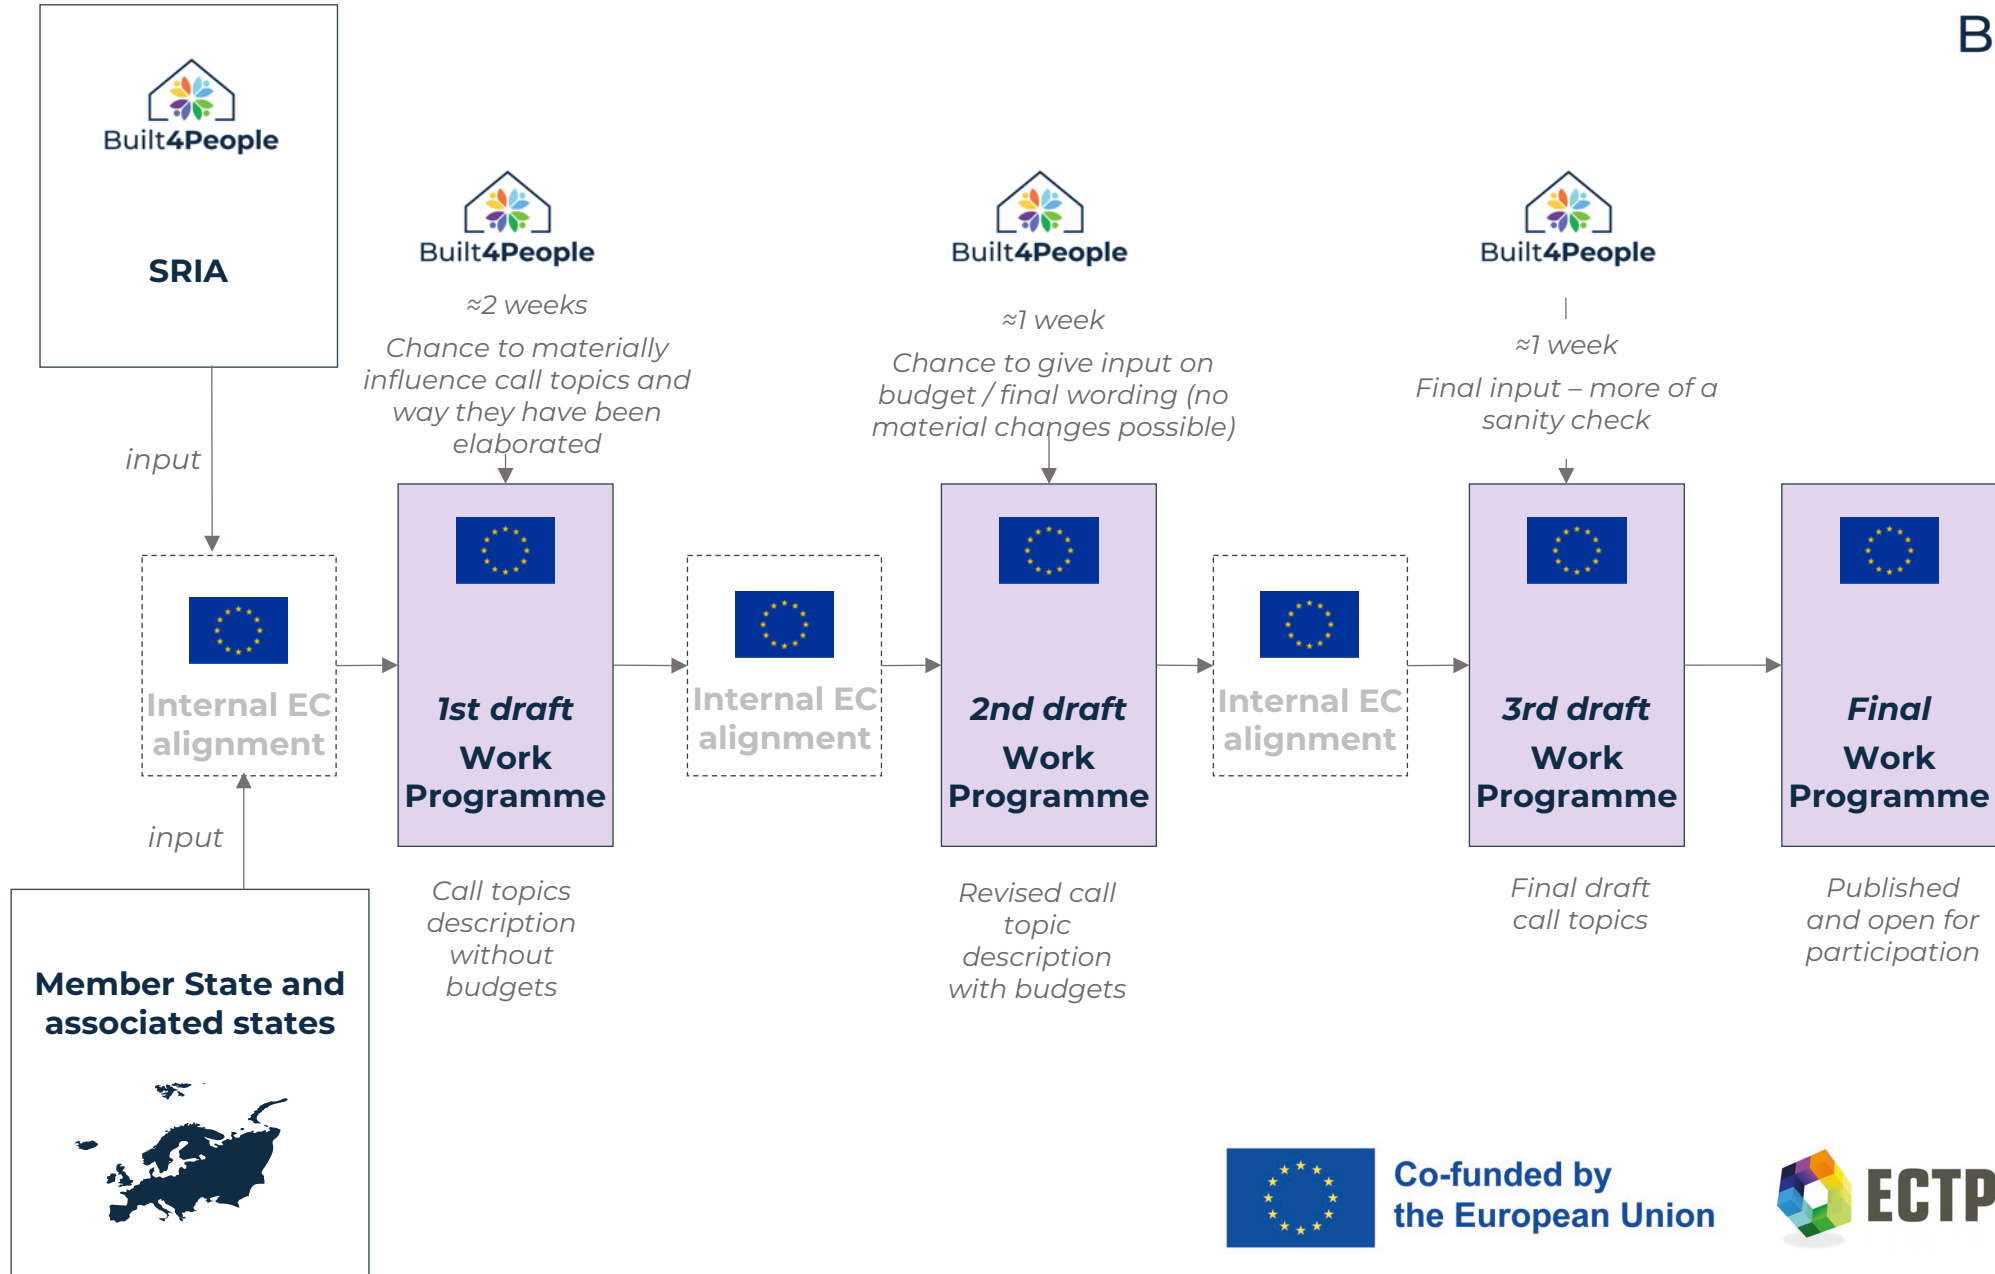 B
Built4People
SRIA
input
Built4People
≈2 weeks
Chance to materially
influence call topics and
way they have been
elaborated
Built4People
≈1 week
Chance to give input on
budget / final wording (no
material changes possible)
Built4People
≈1 week
Final input – more of a
sanity check
Internal EC
alignment
1st draft
Work
Programme
Internal EC
alignment
2nd draft
Work
Programme
Internal EC
alignment
3rd draft
Work
Programme
Final
Work
Programme
input
Call topics
description
without
budgets
Revised call
topic
description
with budgets
Final draft
call topics
Published
and open for
participation
Member State and
associated states
Co-funded by
the European Union
ECTP